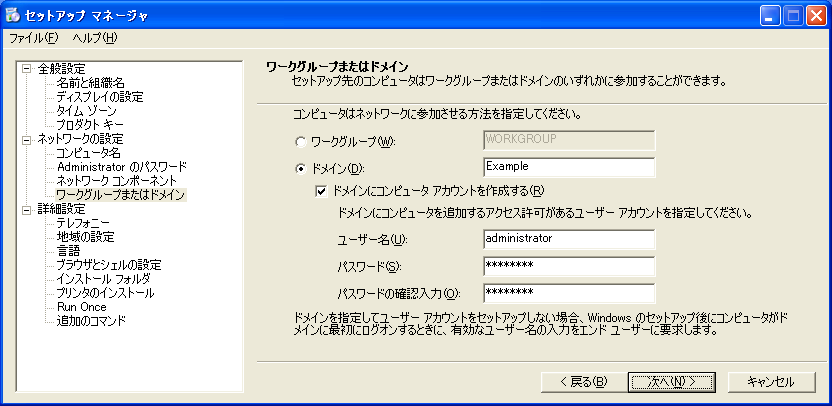 セットアップ マネージャ
ファイル(F) ヘルプ(H)
全般設定
名前と組織名
ディスプレイの設定
タイム ゾーン
プロダクト キー
ネットワークの設定
コンピュータ名
Administrator のパスワード
ネットワーク コンポーネント
ワークグループまたはドメイン
詳細設定
テレフォニー
地域の設定
言語
ブラウザとシェルの設定
インストール フォルダ
プリンタのインストール
Run Once
追加のコマンド
ワークグループまたはドメイン
セットアップ先のコンピュータはワークグループまたはドメインのいずれかに参加することができます。
コンピュータはネットワークに参加させる方法を指定してください。
ワークグループ(W): WORKGROUP
ドメイン(D): Example
ドメインにコンピュータ アカウントを作成する(R)
ドメインにコンピュータを追加するアクセス許可があるユーザー アカウントを指定してください。
ユーザー名(U): administrator
パスワード(S): ********
パスワードの確認入力(O): ********
ドメインを指定してユーザー アカウントをセットアップしない場合、Windows のセットアップ後にコンピュータがド
メインに最初にログオンするときに、有効なユーザー名の入力をエンド ユーザーに要求します。
< 戻る(B) 次へ(N) > キャンセル